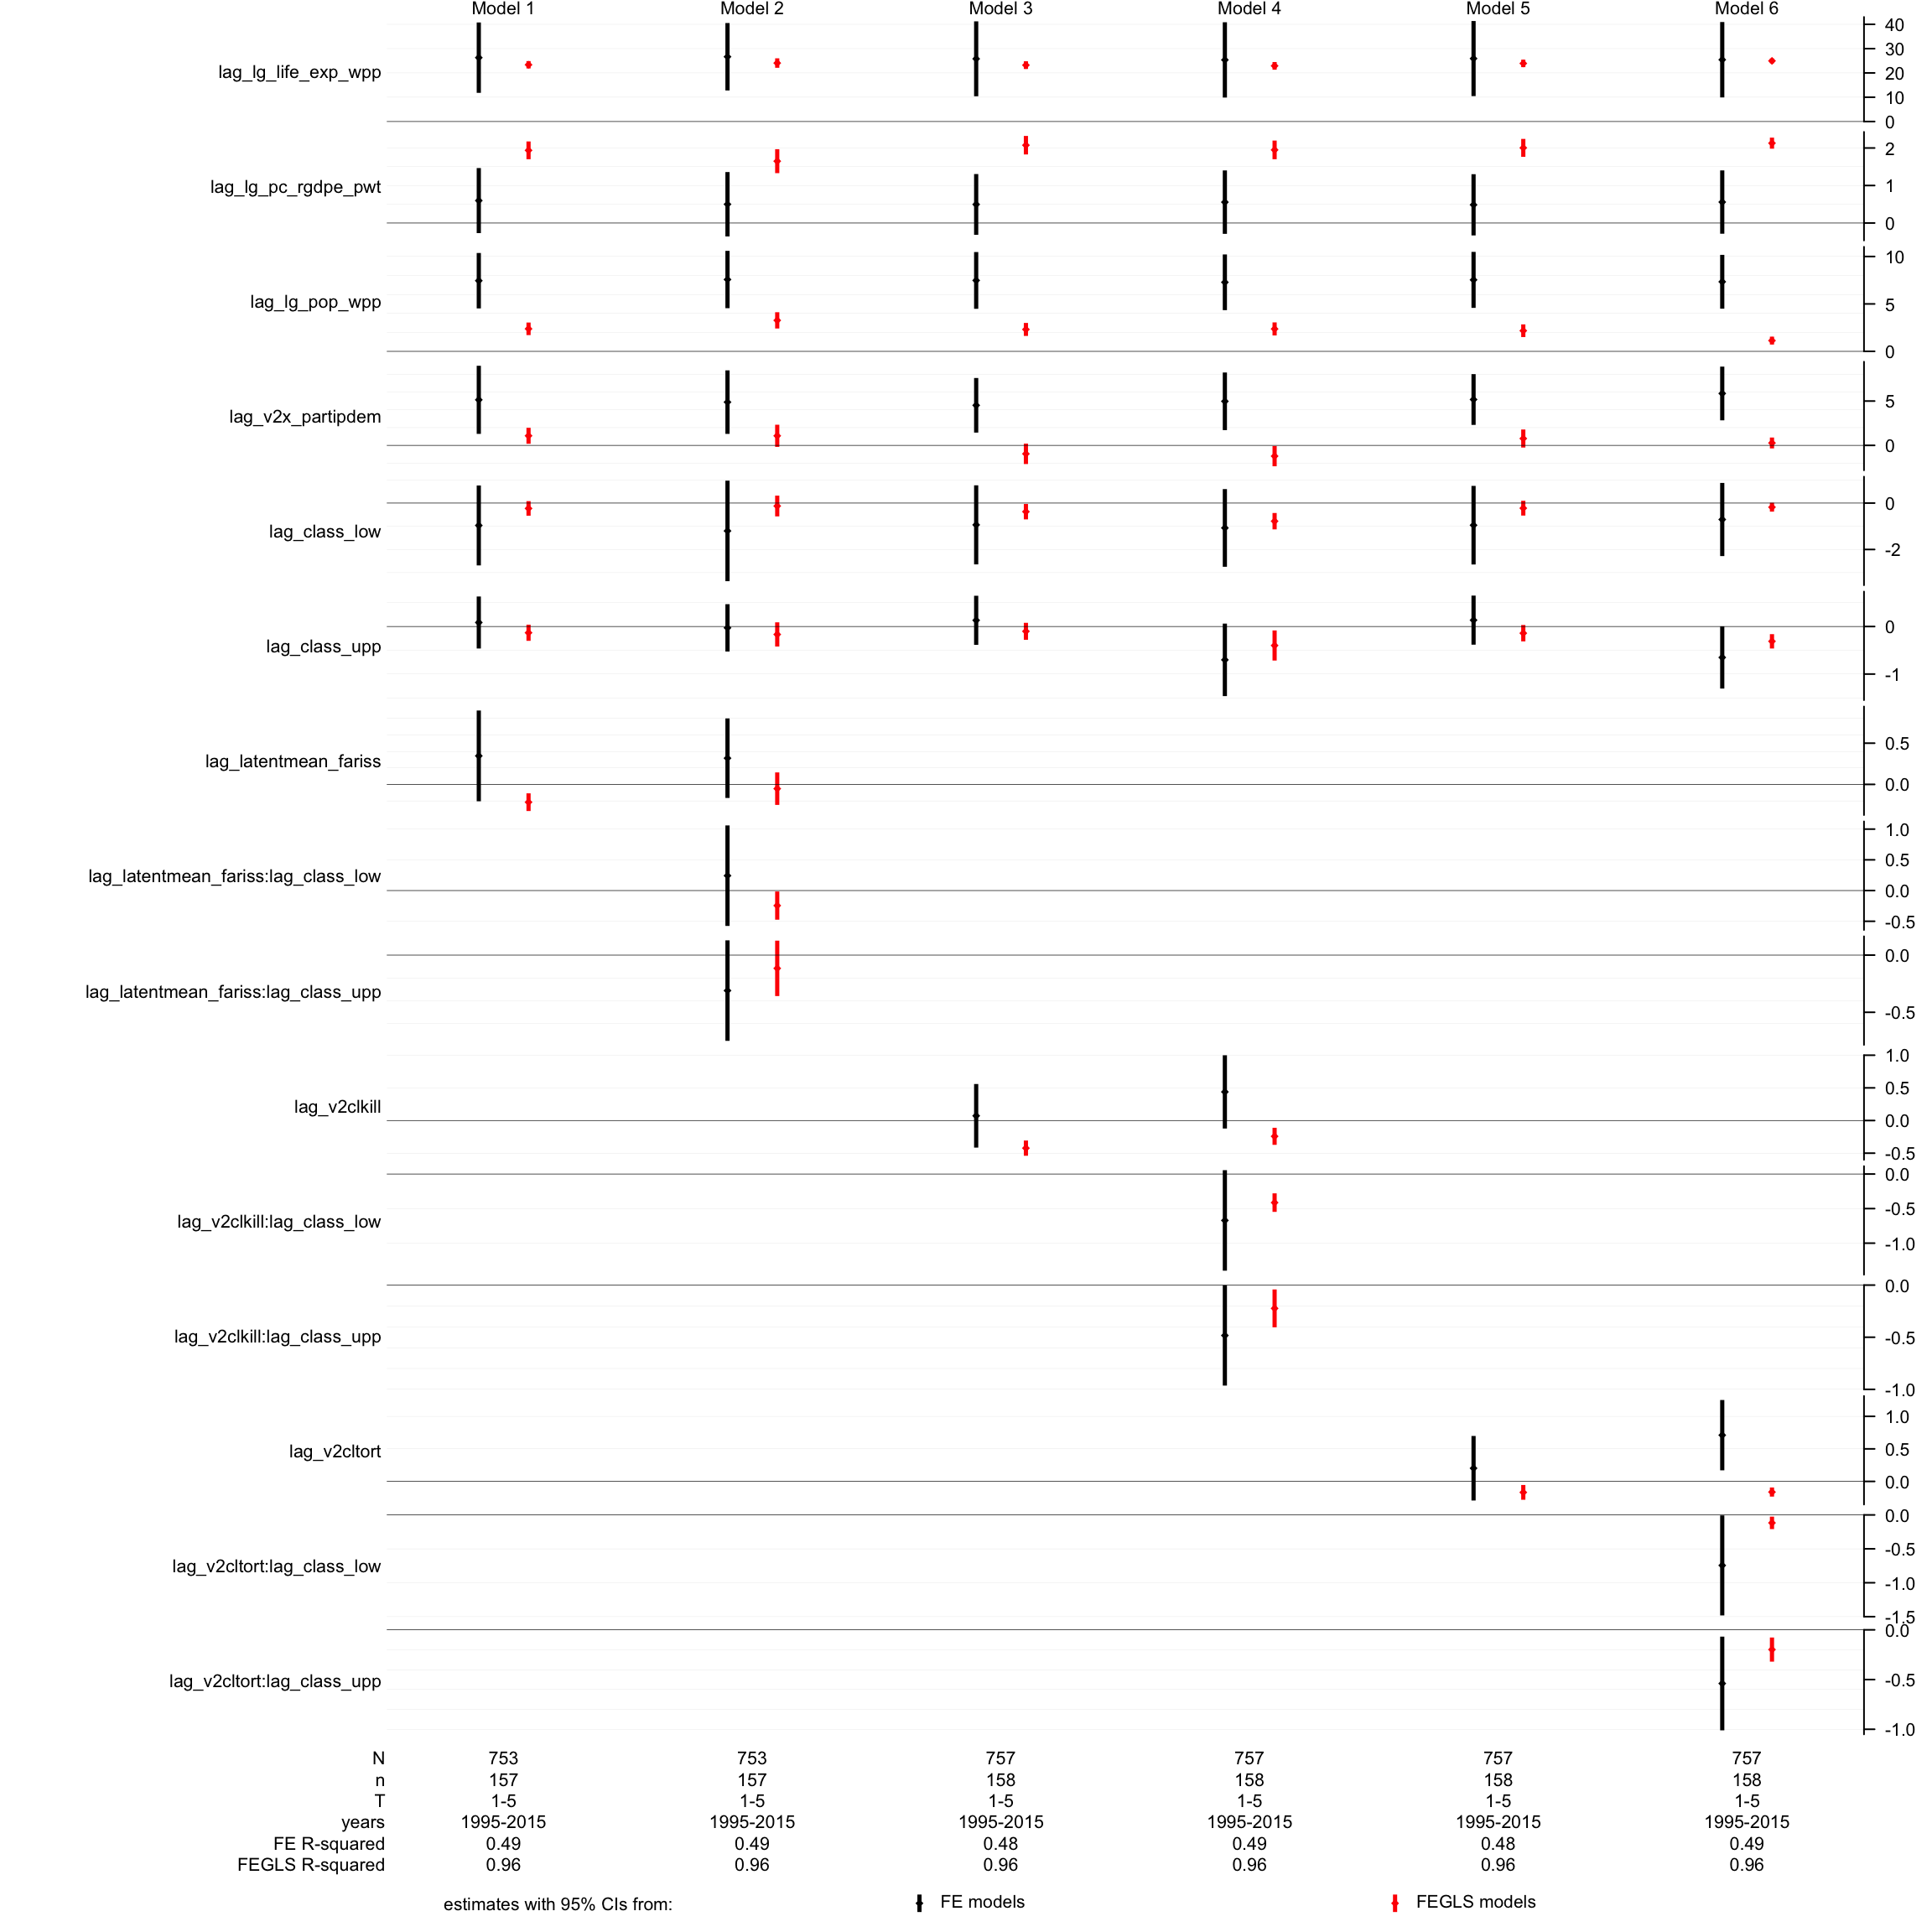 Model 1 Model 2 Model 3 Model 4 Model 5 Model 6
lag_lg_life_exp_wpp 40 30 20 10 0
lag_lg_pc_rgdpe_pwt 2 1 0
lag_lg_pop_wpp 10 5 0
lag_v2x_partipdem 5 0
lag_class_low 0 -2
lag_class_upp 0 -1
lag_latentmean_fariss 0.5 0.0
lag_latentmean_fariss:lag_class_low 1.0 0.5 0.0 -0.5
lag_latentmean_fariss:lag_class_upp 0.0 -0.5
lag_v2clkill 1.0 0.5 0.0 -0.5
lag_v2clkill:lag_class_low 0.0 -0.5 -1.0
lag_v2clkill:lag_class_upp 0.0 -0.5 -1.0
lag_v2cltort 1.0 0.5 0.0
lag_v2cltort:lag_class_low 0.0 -0.5 -1.0 -1.5
lag_v2cltort:lag_class_upp 0.0 -0.5 -1.0
N 753 753 757 757 757 757
n 157 157 158 158 158 158
T 1-5 1-5 1-5 1-5 1-5 1-5
years 1995-2015 1995-2015 1995-2015 1995-2015 1995-2015 1995-2015
FE R-squared 0.49 0.49 0.48 0.49 0.48 0.49
FEGLS R-squared 0.96 0.96 0.96 0.96 0.96 0.96
estimates with 95% CIs from: FE models FEGLS models